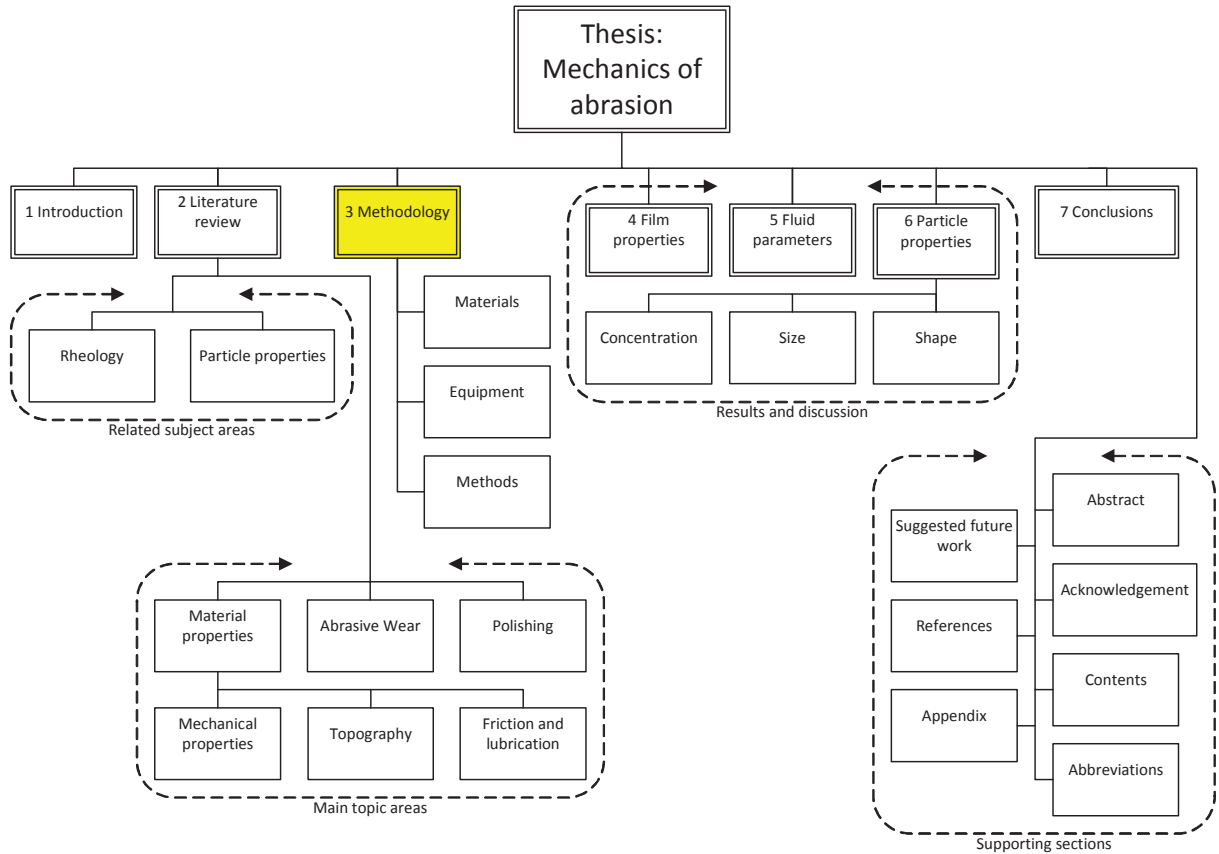 Thesis:
Mechanics of
abrasion
1 Introduction
2 Literature
review
3 Methodology
4 Film
properties
5 Fluid
parameters
6 Particle
properties
7 Conclusions
Rheology
Particle properties
Related subject areas
Materials
Equipment
Methods
Concentration
Size
Shape
Results and discussion
Material
properties
Abrasive Wear
Polishing
Mechanical
properties
Topography
Friction and
lubrication
Main topic areas
Suggested future
work
References
Appendix
Abstract
Acknowledgement
Contents
Abbreviations
Supporting sections